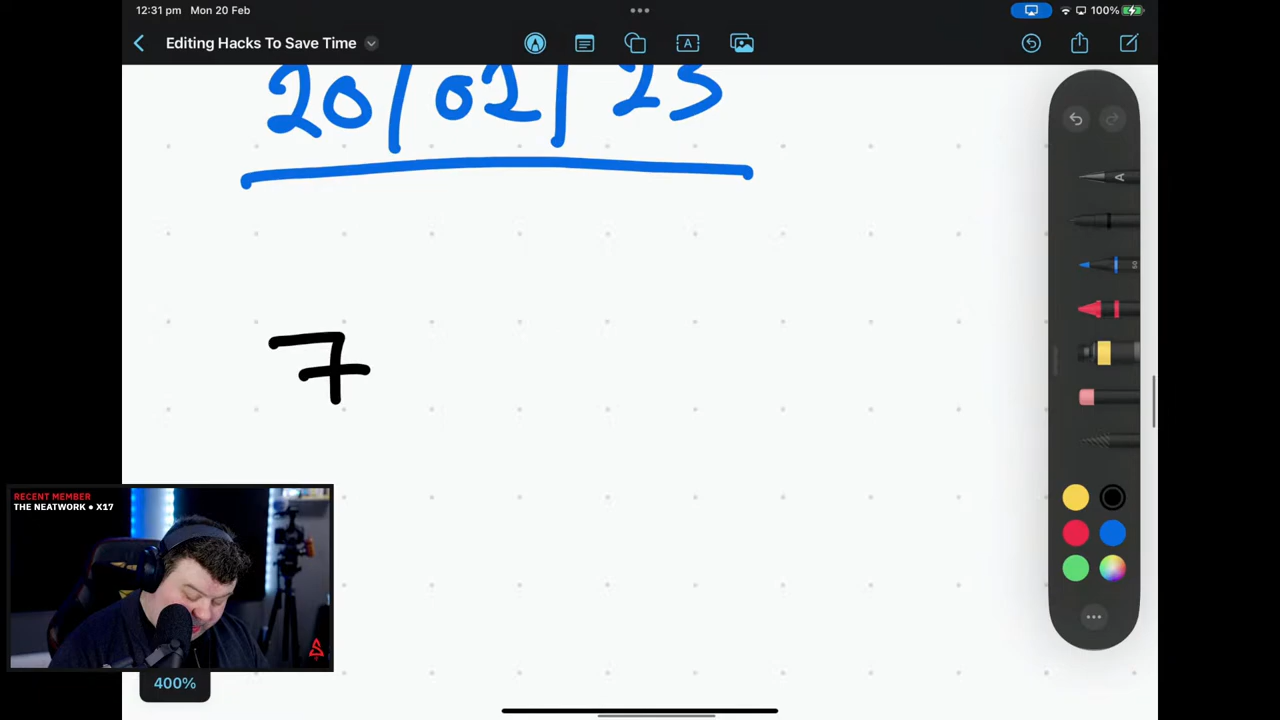 12:31 pm Mon 20 Feb
100%
Editing Hacks To Save Time
A
20/02/23
A
50
7
RECENT MEMBER
THE NEATWORK • X17
400%